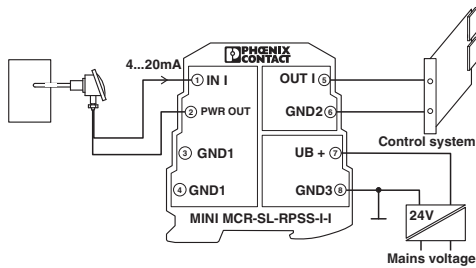 PHŒNIX
CONTACT
4...20mA
① IN I
OUT I ⑤
② PWR OUT
GND2 ⑥
Control system
③ GND1
UB + ⑦
④ GND1
GND3 ⑧
24V
MINI MCR-SL-RPSS-I-I
Mains voltage